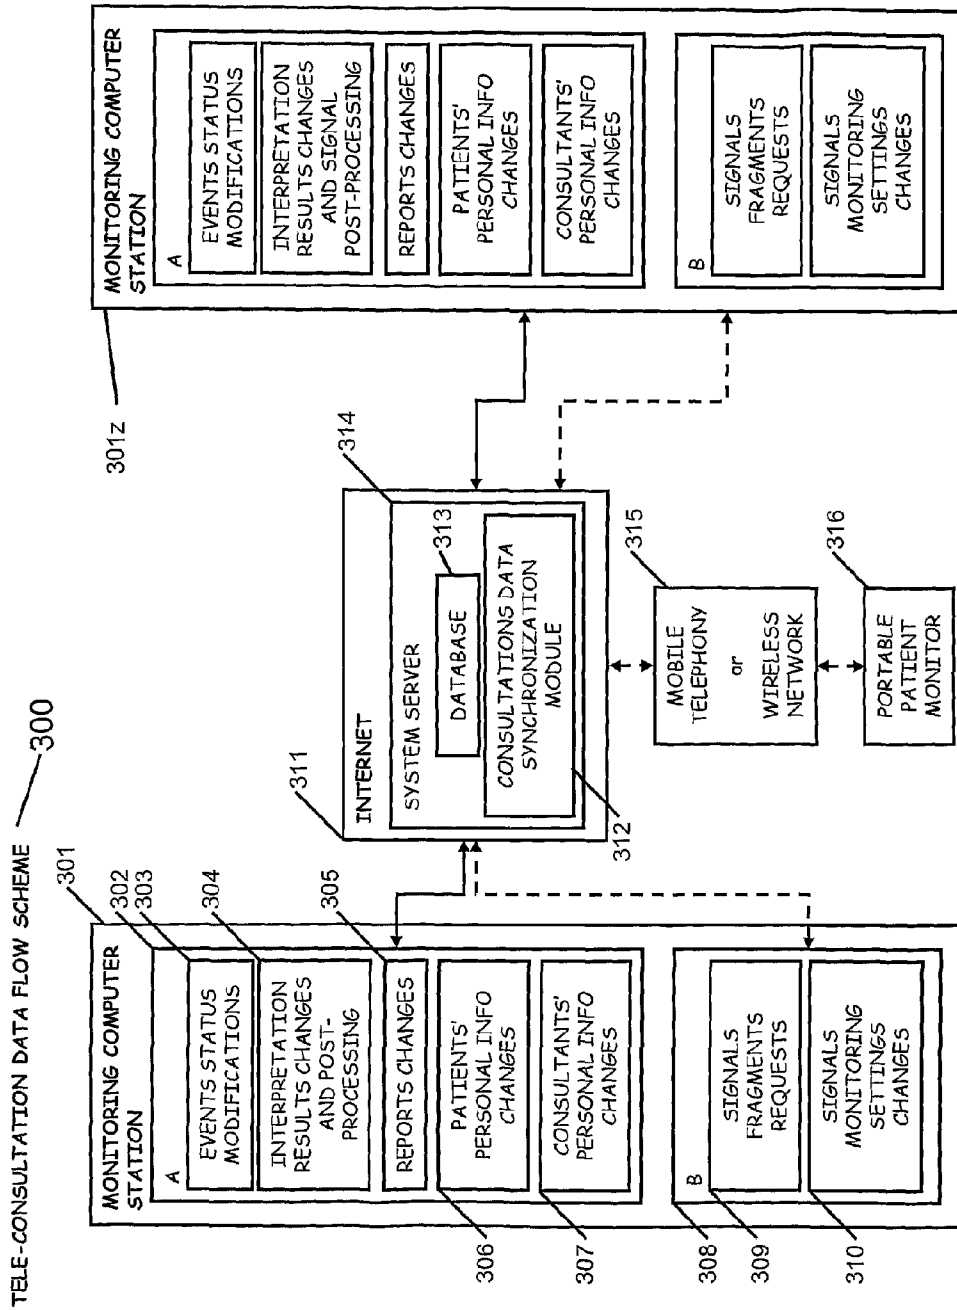 TELE-CONSULTATION DATA FLOW SCHEME
300
301
MONITORING COMPUTER
STATION
302
A
303
EVENTS STATUS
MODIFICATIONS
304
INTERPRETATION
RESULTS CHANGES
AND POST-
PROCESSING
305
REPORTS CHANGES
306
PATIENTS'
PERSONAL INFO
CHANGES
307
CONSULTANTS'
PERSONAL INFO
CHANGES
308
B
309
SIGNALS
FRAGMENTS
REQUESTS
310
SIGNALS
MONITORING
SETTINGS
CHANGES
311
INTERNET
314
SYSTEM SERVER
313
DATABASE
CONSULTATIONS DATA
SYNCHRONIZATION
MODULE
312
315
MOBILE
TELEPHONY
or
WIRELESS
NETWORK
316
PORTABLE
PATIENT
MONITOR
301z
MONITORING COMPUTER
STATION
A
EVENTS STATUS
MODIFICATIONS
INTERPRETATION
RESULTS CHANGES
AND SIGNAL
POST-PROCESSING
REPORTS CHANGES
PATIENTS'
PERSONAL INFO
CHANGES
CONSULTANTS'
PERSONAL INFO
CHANGES
B
SIGNALS
FRAGMENTS
REQUESTS
SIGNALS
MONITORING
SETTINGS
CHANGES